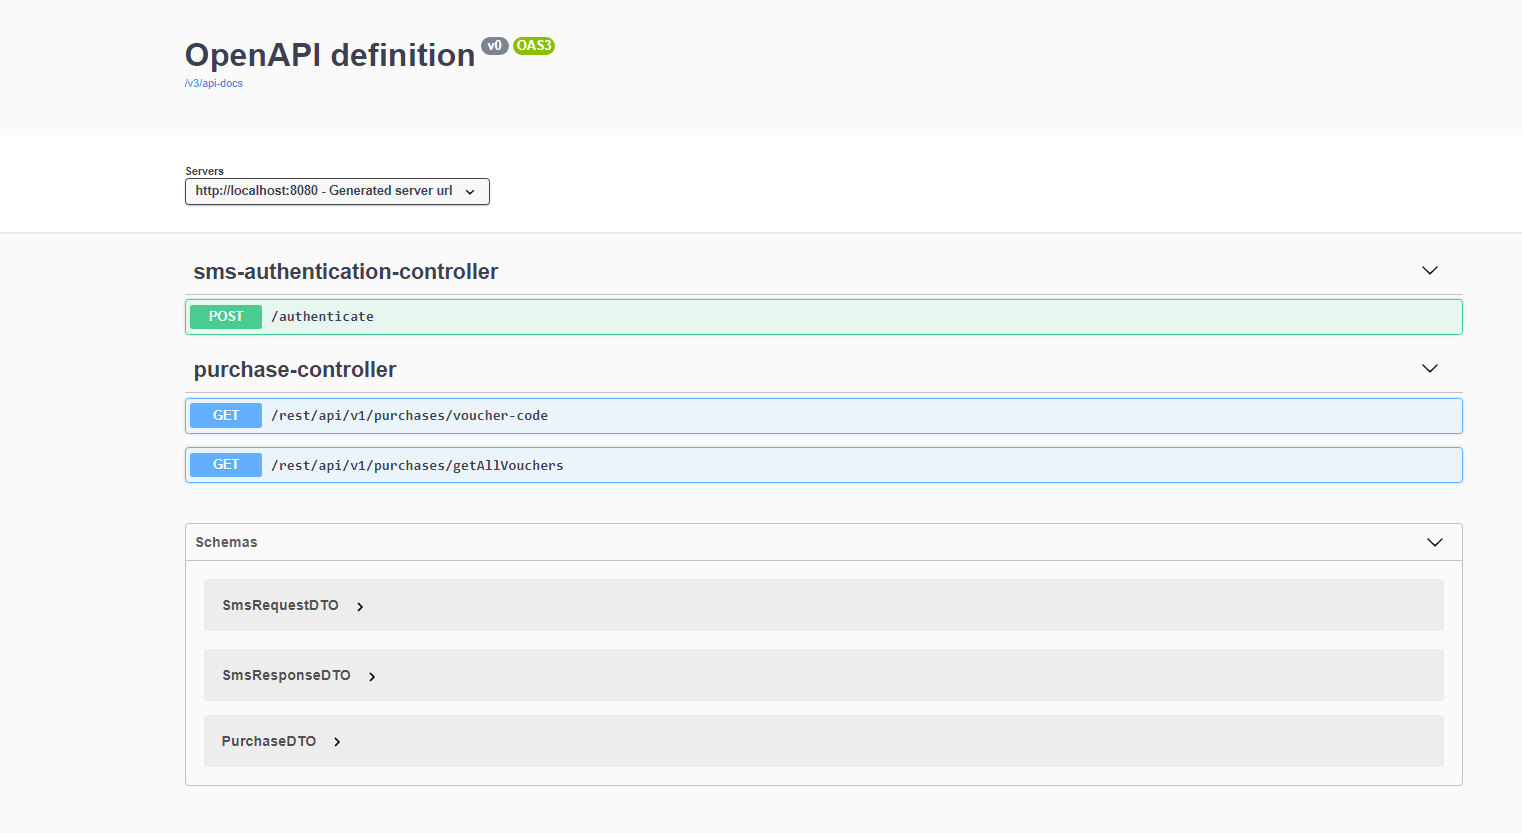 OpenAPI definition v0 OAS3
/v3/api-docs
Servers
http://localhost:8080 - Generated server url
sms-authentication-controller
POST /authenticate
purchase-controller
GET /rest/api/v1/purchases/voucher-code
GET /rest/api/v1/purchases/getAllVouchers
Schemas
SmsRequestDTO
SmsResponseDTO
PurchaseDTO